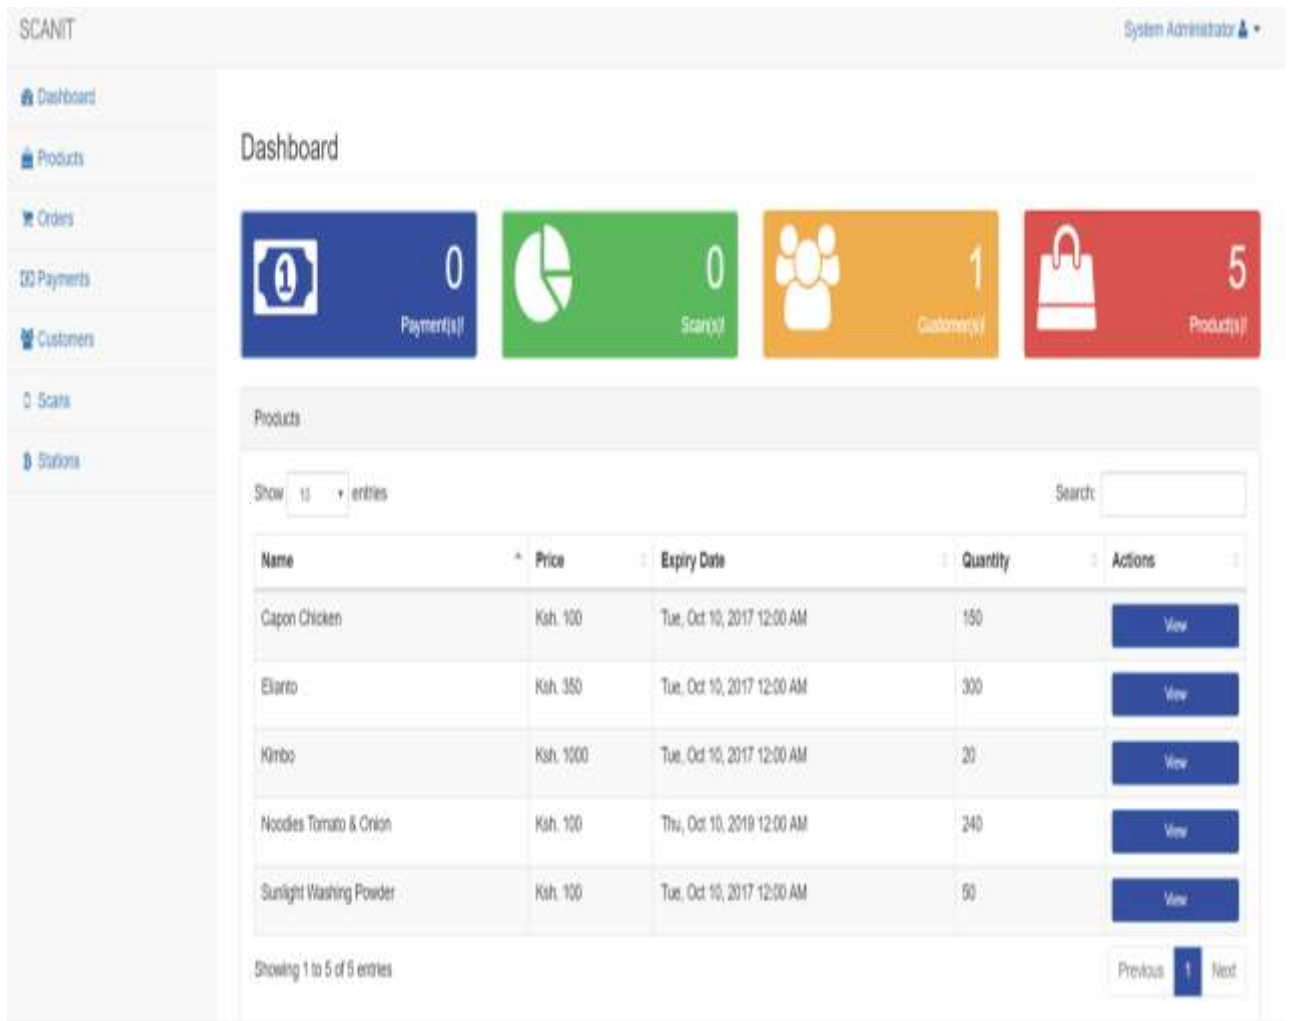 SCANIT
System Administrator
Dashboard
Products
Orders
Payments
Customers
Scans
Stations
Dashboard
0
Payment(s)!
0
Scan(s)!
1
Customer(s)!
5
Product(s)!
Products
Show 10 entries
Search:
Name Price Expiry Date Quantity Actions
Capon Chicken Ksh. 100 Tue, Oct 10, 2017 12:00 AM 150 View
Elianto Ksh. 350 Tue, Oct 10, 2017 12:00 AM 300 View
Kimbo Ksh. 1000 Tue, Oct 10, 2017 12:00 AM 20 View
Noodles Tomato & Onion Ksh. 100 Thu, Oct 10, 2019 12:00 AM 240 View
Sunlight Washing Powder Ksh. 100 Tue, Oct 10, 2017 12:00 AM 50 View
Showing 1 to 5 of 5 entries
Previous 1 Next